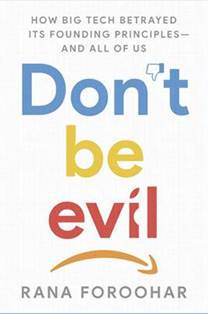 HOW BIG TECH BETRAYED
ITS FOUNDING PRINCIPLES—
AND ALL OF US
Don't
be
evil
RANA FOROOHAR